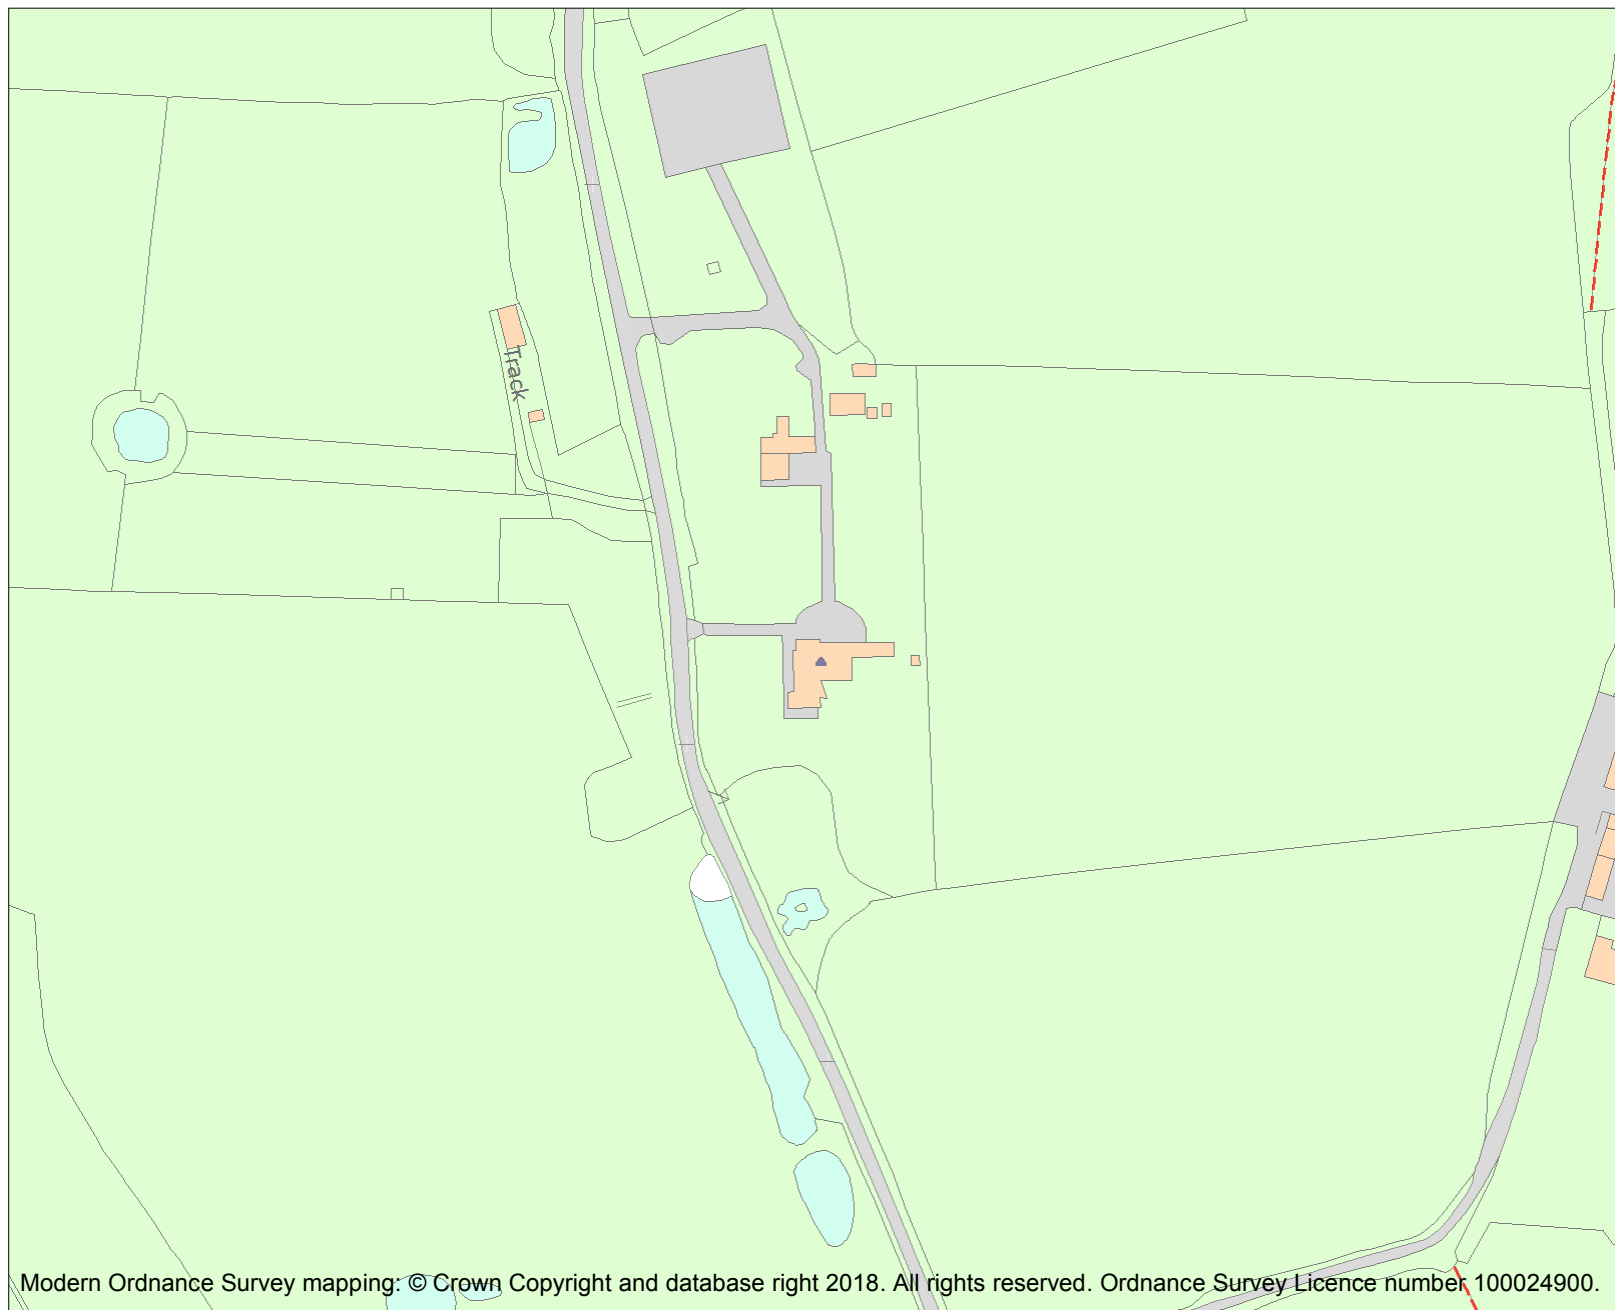 Track
Modern Ordnance Survey mapping: © Crown Copyright and database right 2018. All rights reserved. Ordnance Survey Licence number 100024900.